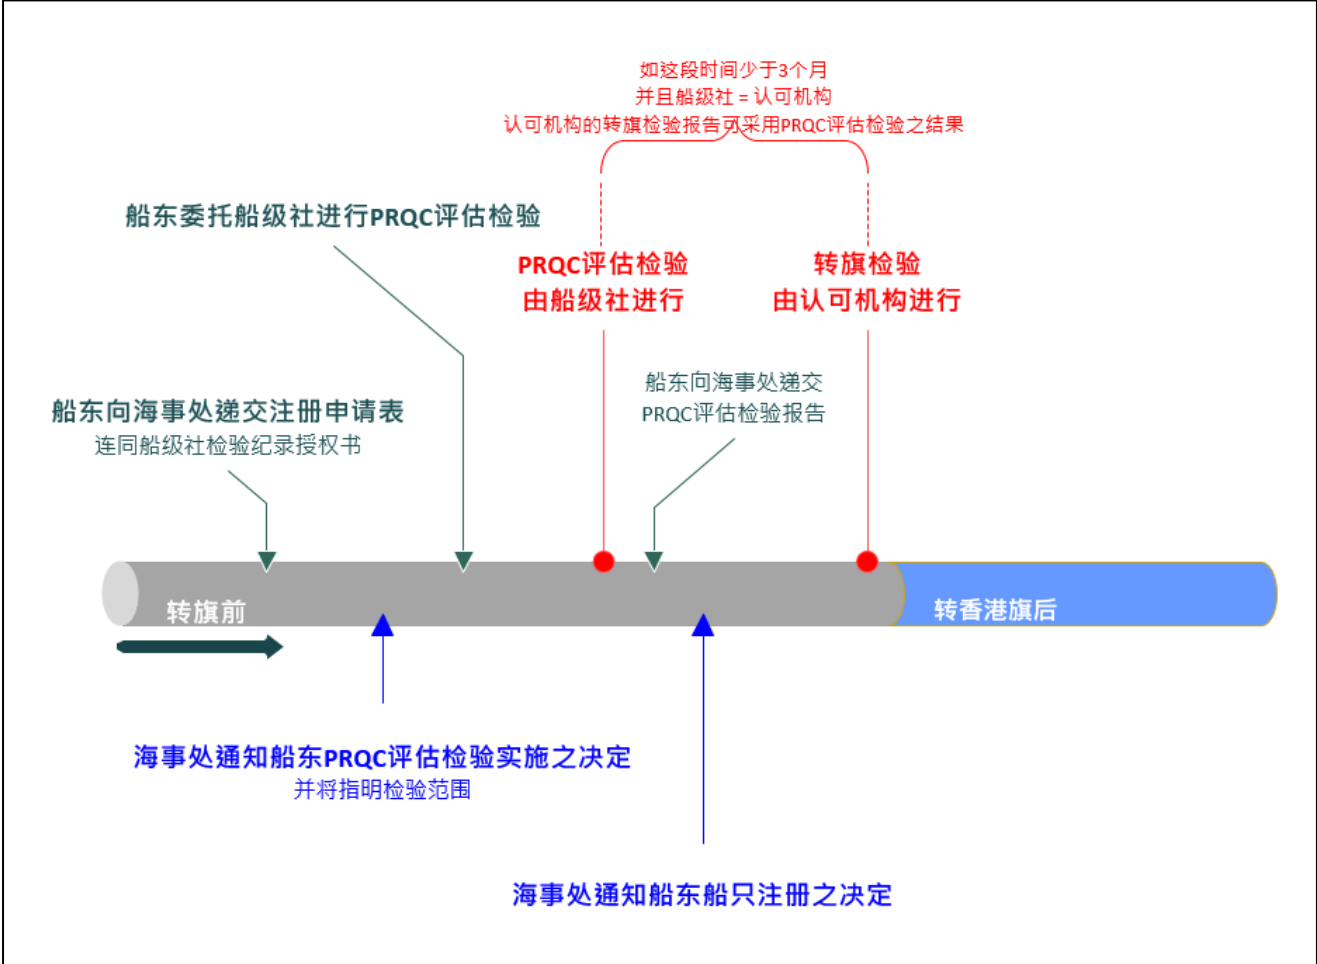 如这段时间少于3个月
并且船级社 = 认可机构
认可机构的转旗检验报告可采用PRQC评估检验之结果
船东委托船级社进行PRQC评估检验
PRQC评估检验
由船级社进行
转旗检验
由认可机构进行
船东向海事处递交
PRQC评估检验报告
船东向海事处递交注册申请表
连同船级社检验纪录授权书
转旗前
转香港旗后
海事处通知船东PRQC评估检验实施之决定
并将指明检验范围
海事处通知船东船只注册之决定